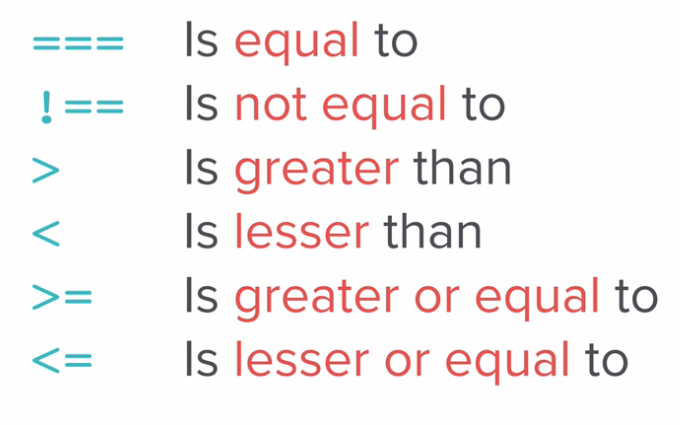 === Is equal to
!== Is not equal to
> Is greater than
< Is lesser than
>= Is greater or equal to
<= Is lesser or equal to